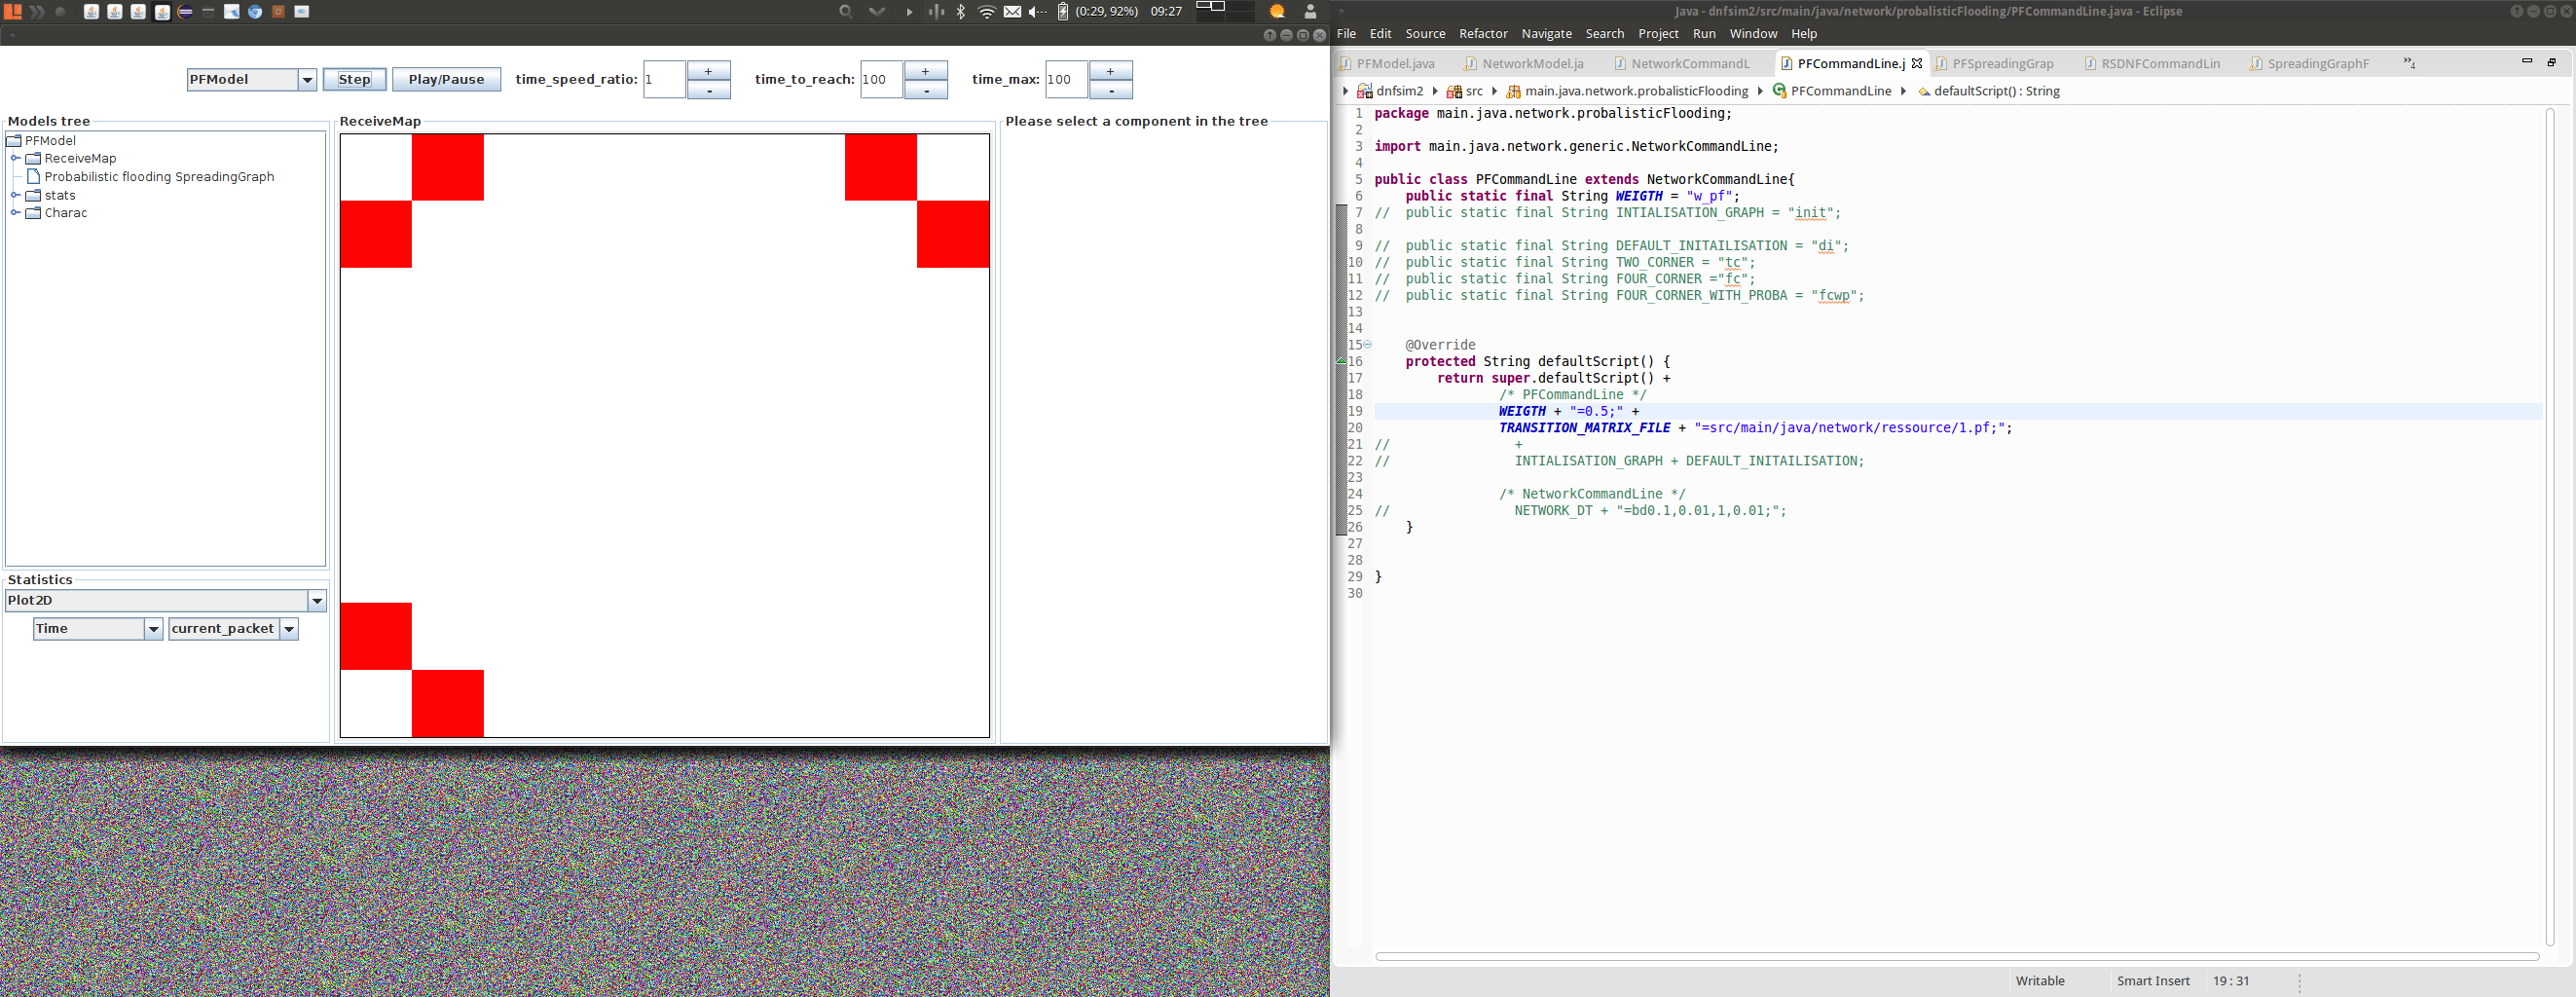 (0:29, 92%) 09:27
PFModel Step Play/Pause time_speed_ratio: 1 + - time_to_reach: 100 + - time_max: 100 + -
Models tree
PFModel
ReceiveMap
Probabilistic flooding SpreadingGraph
stats
Charac
Statistics
Plot2D
Time current_packet
ReceiveMap
Please select a component in the tree
Java - dnfsim2/src/main/java/network/probalisticFlooding/PFCommandLine.java - Eclipse
File Edit Source Refactor Navigate Search Project Run Window Help
PFModel.java NetworkModel.ja NetworkCommandL PFCommandLine.j PFSpreadingGrap RSDNFCommandLin SpreadingGraphF »4
dnfsim2 src main.java.network.probalisticFlooding PFCommandLine defaultScript() : String
1 package main.java.network.probalisticFlooding;
2
3 import main.java.network.generic.NetworkCommandLine;
4
5 public class PFCommandLine extends NetworkCommandLine{
6 public static final String WEIGTH = "w_pf";
7 // public static final String INTIALISATION_GRAPH = "init";
8
9 // public static final String DEFAULT_INITAILISATION = "di";
10 // public static final String TWO_CORNER = "tc";
11 // public static final String FOUR_CORNER ="fc";
12 // public static final String FOUR_CORNER_WITH_PROBA = "fcwp";
13
14
15 @Override
16 protected String defaultScript() {
17 return super.defaultScript() +
18 /* PFCommandLine */
19 WEIGTH + "=0.5;" +
20 TRANSITION_MATRIX_FILE + "=src/main/java/network/ressource/1.pf;";
21 // +
22 // INTIALISATION_GRAPH + DEFAULT_INITAILISATION;
23
24 /* NetworkCommandLine */
25 // NETWORK_DT + "=bd0.1,0.01,1,0.01;";
26 }
27
28
29 }
30
Writable Smart Insert 19 : 31